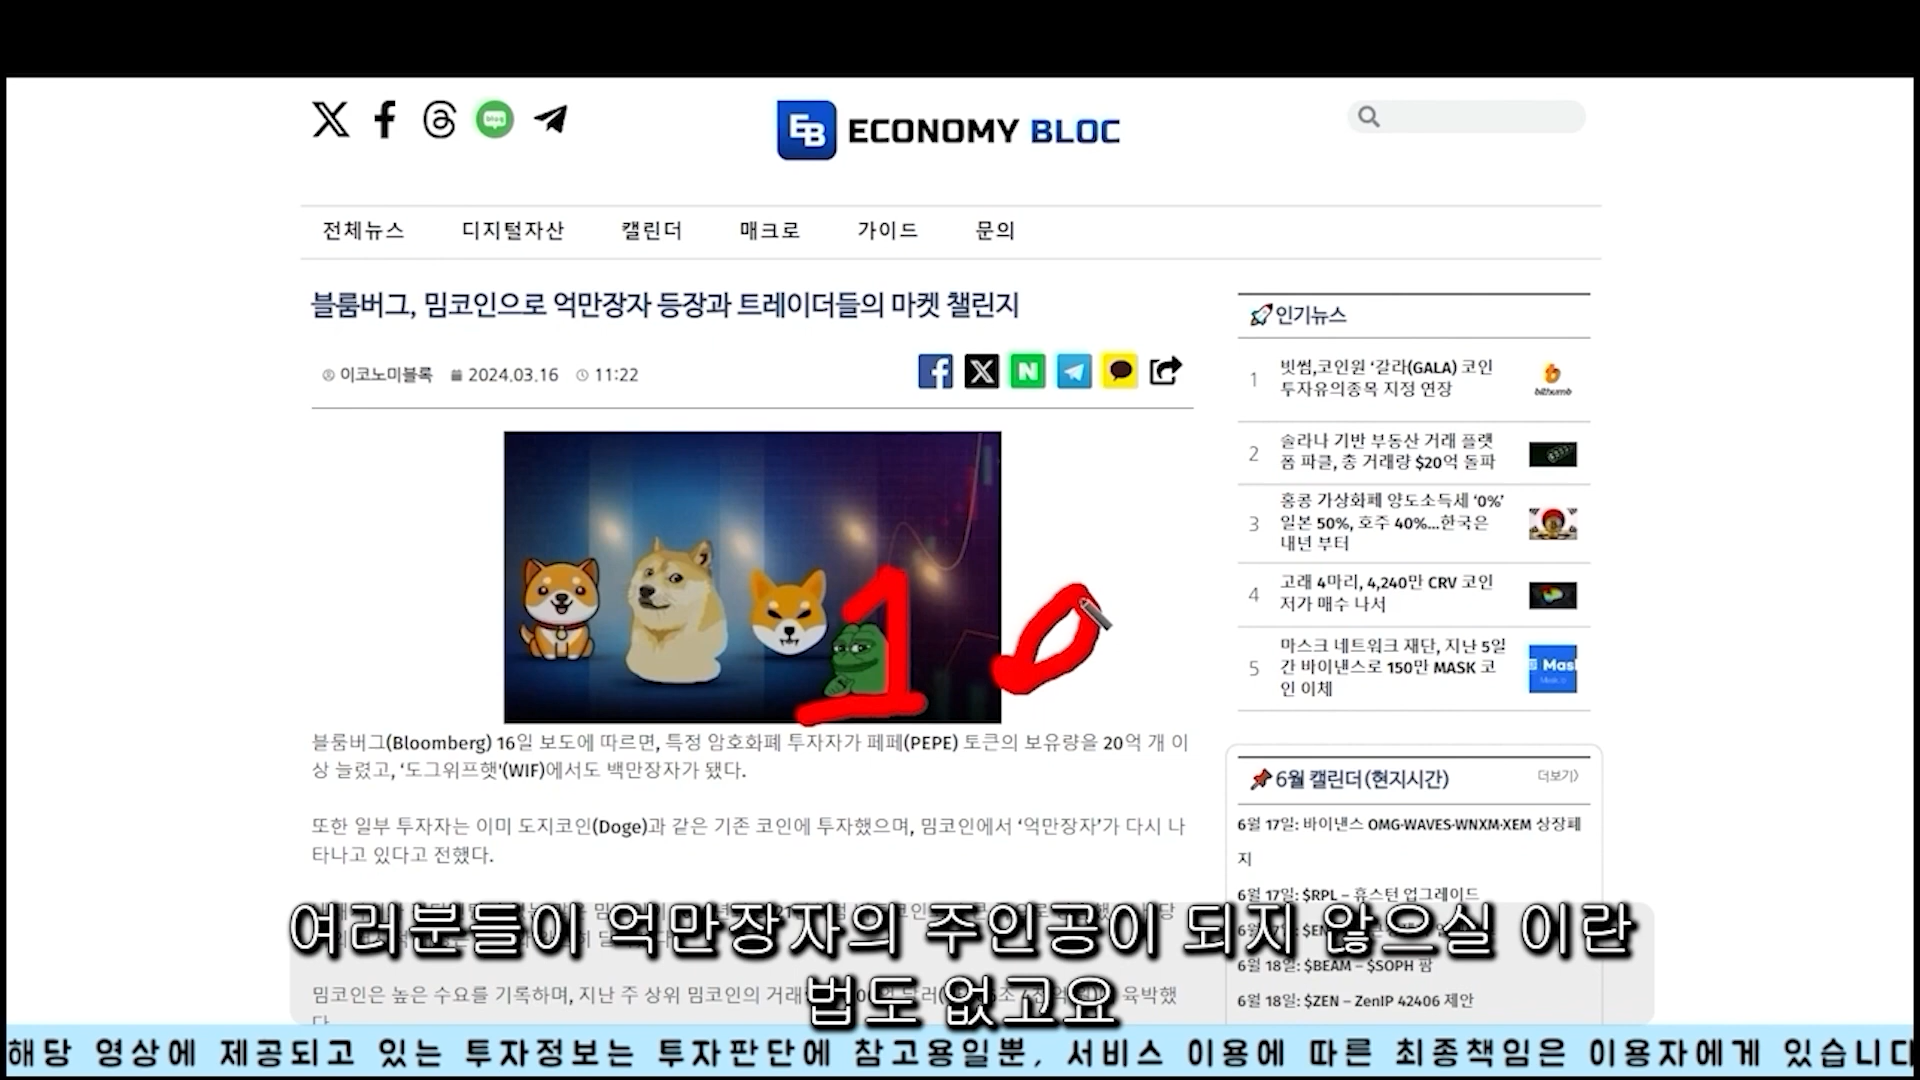 EB ECONOMY BLOC
전체뉴스 디지털자산 캘린더 매크로 가이드 문의
블룸버그, 밈코인으로 억만장자 등장과 트레이더들의 마켓 챌린지
이코노미블록 2024.03.16 11:22
10
블룸버그(Bloomberg) 16일 보도에 따르면, 특정 암호화폐 투자자가 페페(PEPE) 토큰의 보유량을 20억 개 이
상 늘렸고, ‘도그위프햇'(WIF)에서도 백만장자가 됐다.
또한 일부 투자자는 이미 도지코인(Doge)과 같은 기존 코인에 투자했으며, 밈코인에서 ‘억만장자’가 다시 나
타나고 있다고 전했다.
밈코인은 높은 수요를 기록하며, 지난 주 상위 밈코인의 거래
육박했
다
인기뉴스
1 빗썸,코인원 ‘갈라(GALA) 코인
투자유의종목 지정 연장
bithumb
2 솔라나 기반 부동산 거래 플랫
폼 파클, 총 거래량 $20억 돌파
3 홍콩 가상화폐 양도소득세 ‘0%’
일본 50%, 호주 40%…한국은
내년 부터
4 고래 4마리, 4,240만 CRV 코인
저가 매수 나서
5 마스크 네트워크 재단, 지난 5일
간 바이낸스로 150만 MASK 코
인 이체
Mas
6월 캘린더(현지시간) 더보기〉
6월 17일: 바이낸스 OMG·WAVES·WNXM·XEM 상장폐
지
6월 17일: $RPL – 휴스턴 업그레이드
6월 18일: $BEAM – $SOPH 팜
6월 18일: $ZEN – ZenIP 42406 제안
여러분들이 억만장자의 주인공이 되지 않으실 이란
법도 없고요
해당 영상에 제공되고 있는 투자정보는 투자판단에 참고용일뿐, 서비스 이용에 따른 최종책임은 이용자에게 있습니다